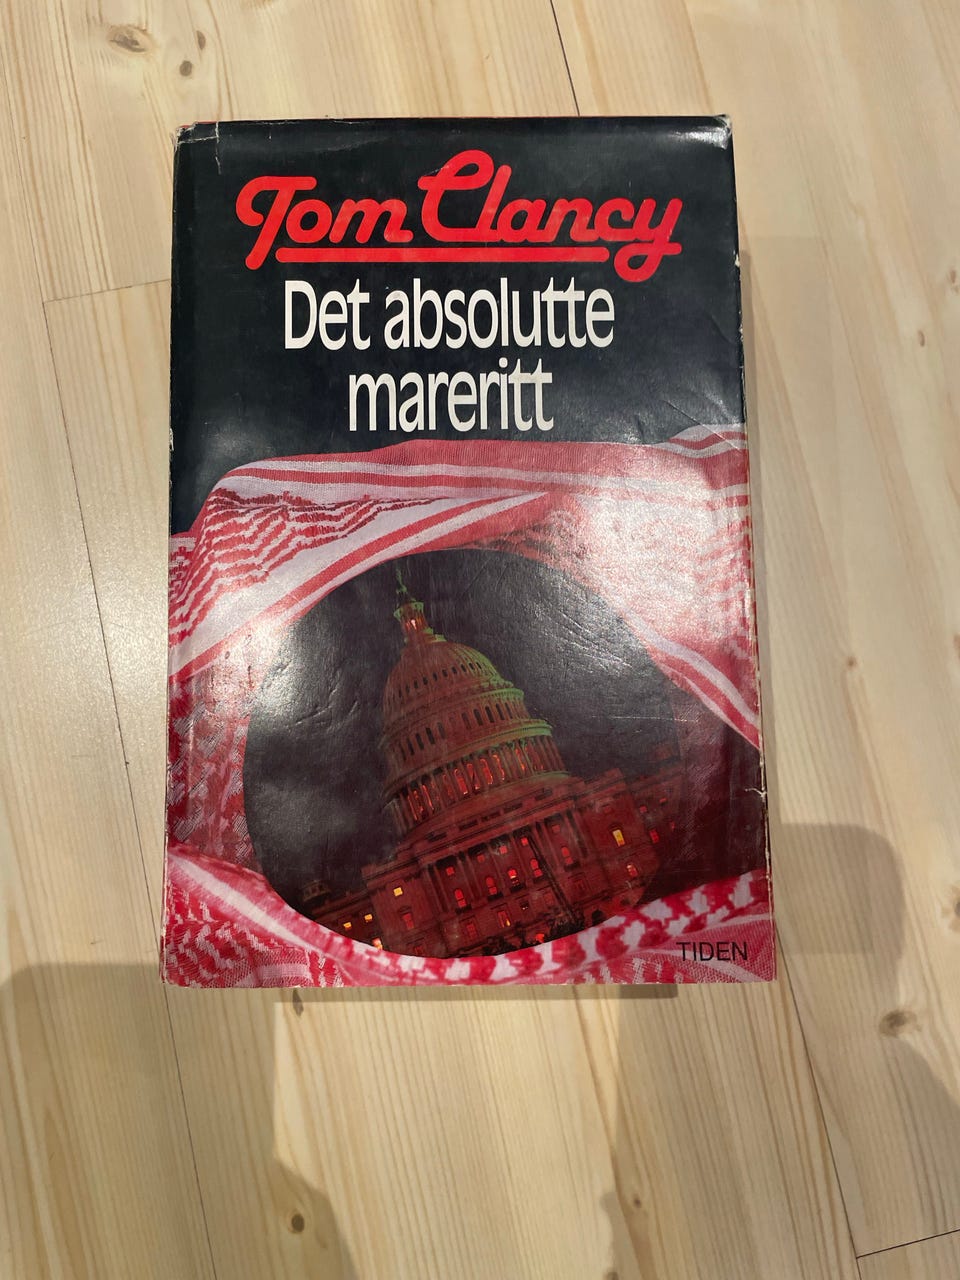 Tom Clancy
Det absolutte
mareritt
TIDEN